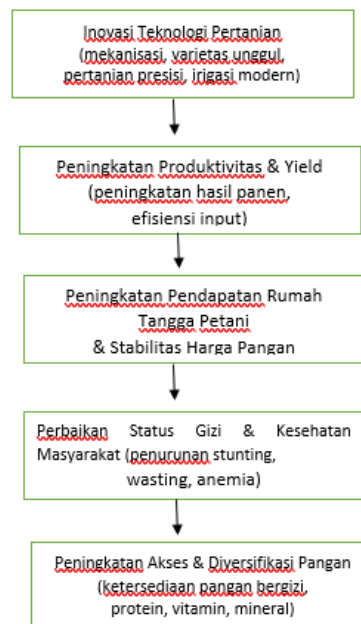 Inovasi Teknologi Pertanian
(mekanisasi, varietas unggul,
pertanian presisi, irigasi modern)
Peningkatan Produktivitas & Yield
(peningkatan hasil panen,
efisiensi input)
Peningkatan Pendapatan Rumah
Tangga Petani
& Stabilitas Harga Pangan
Perbaikan Status Gizi & Kesehatan
Masyarakat (penurunan stunting,
wasting, anemia)
Peningkatan Akses & Diversifikasi Pangan
(ketersediaan pangan bergizi,
protein, vitamin, mineral)